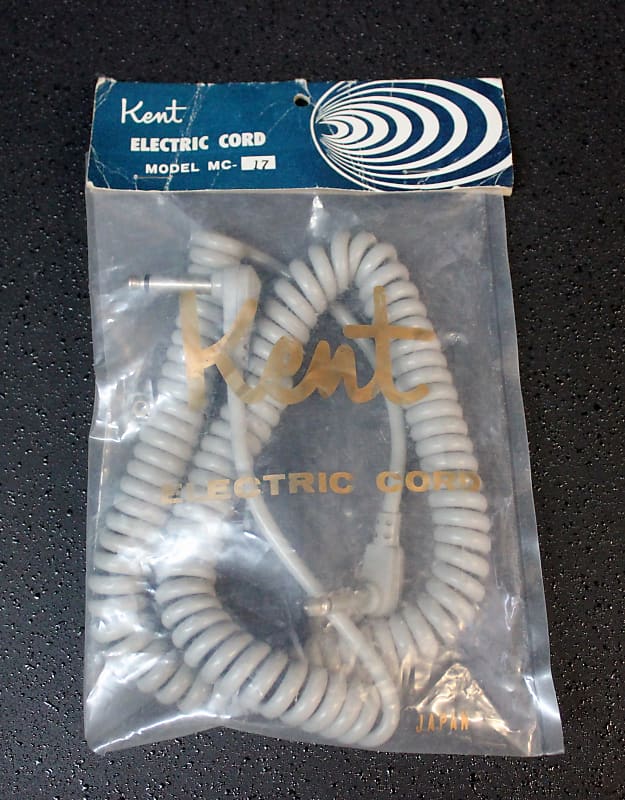 Kent
ELECTRIC CORD
MODEL MC-17
Kent
ELECTRIC CORD
JAPAN